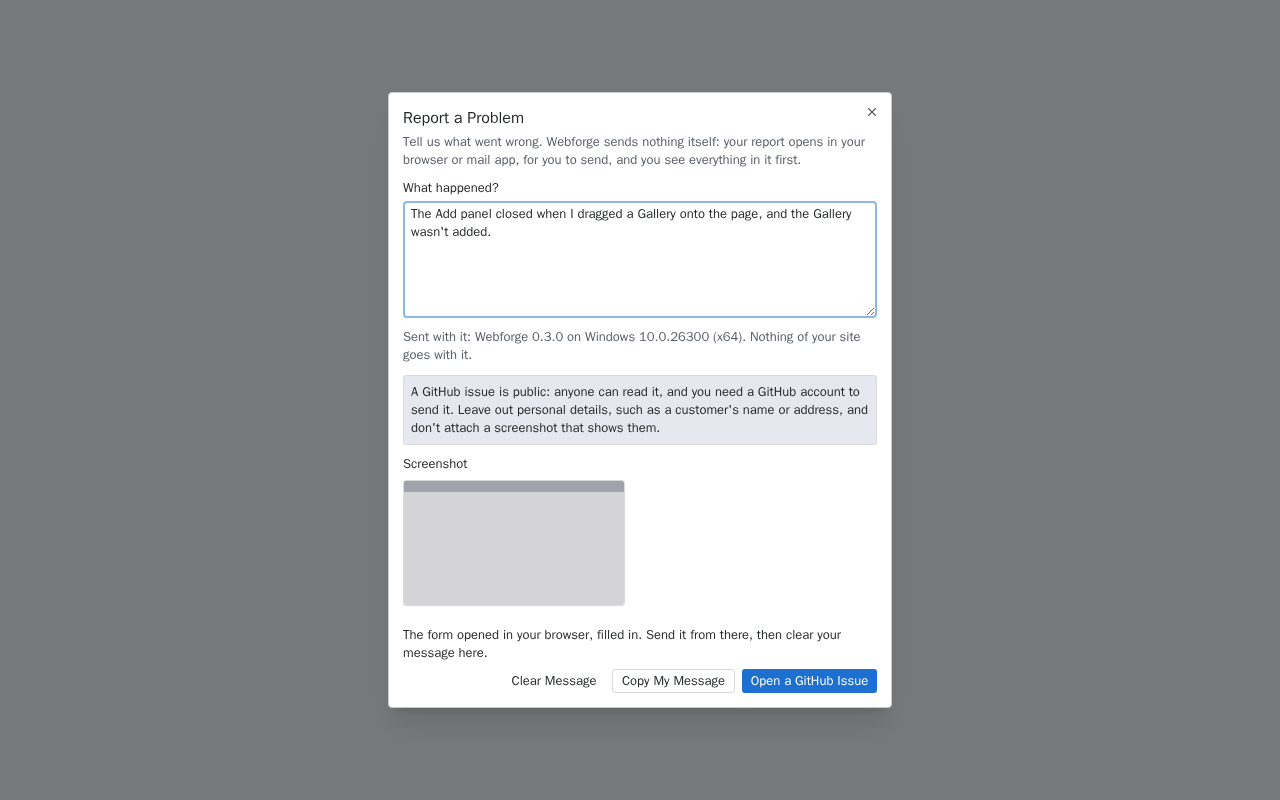 Report a Problem
Tell us what went wrong. Webforge sends nothing itself: your report opens in your
browser or mail app, for you to send, and you see everything in it first.
What happened?
The Add panel closed when I dragged a Gallery onto the page, and the Gallery
wasn't added.
Sent with it: Webforge 0.3.0 on Windows 10.0.26300 (x64). Nothing of your site
goes with it.
A GitHub issue is public: anyone can read it, and you need a GitHub account to
send it. Leave out personal details, such as a customer's name or address, and
don't attach a screenshot that shows them.
Screenshot
The form opened in your browser, filled in. Send it from there, then clear your
message here.
Clear Message Copy My Message Open a GitHub Issue